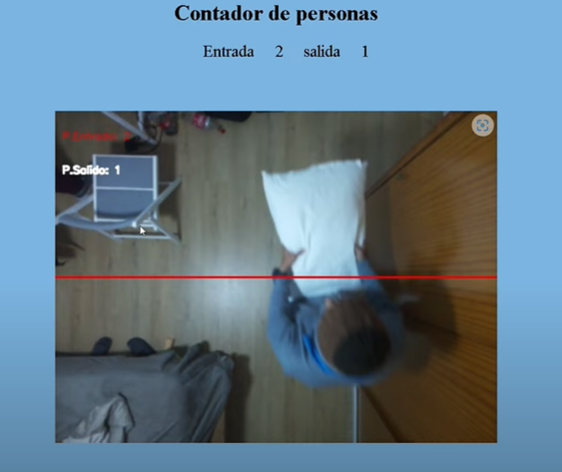 Contador de personas
Entrada 2 salida 1
P.Salido: 1